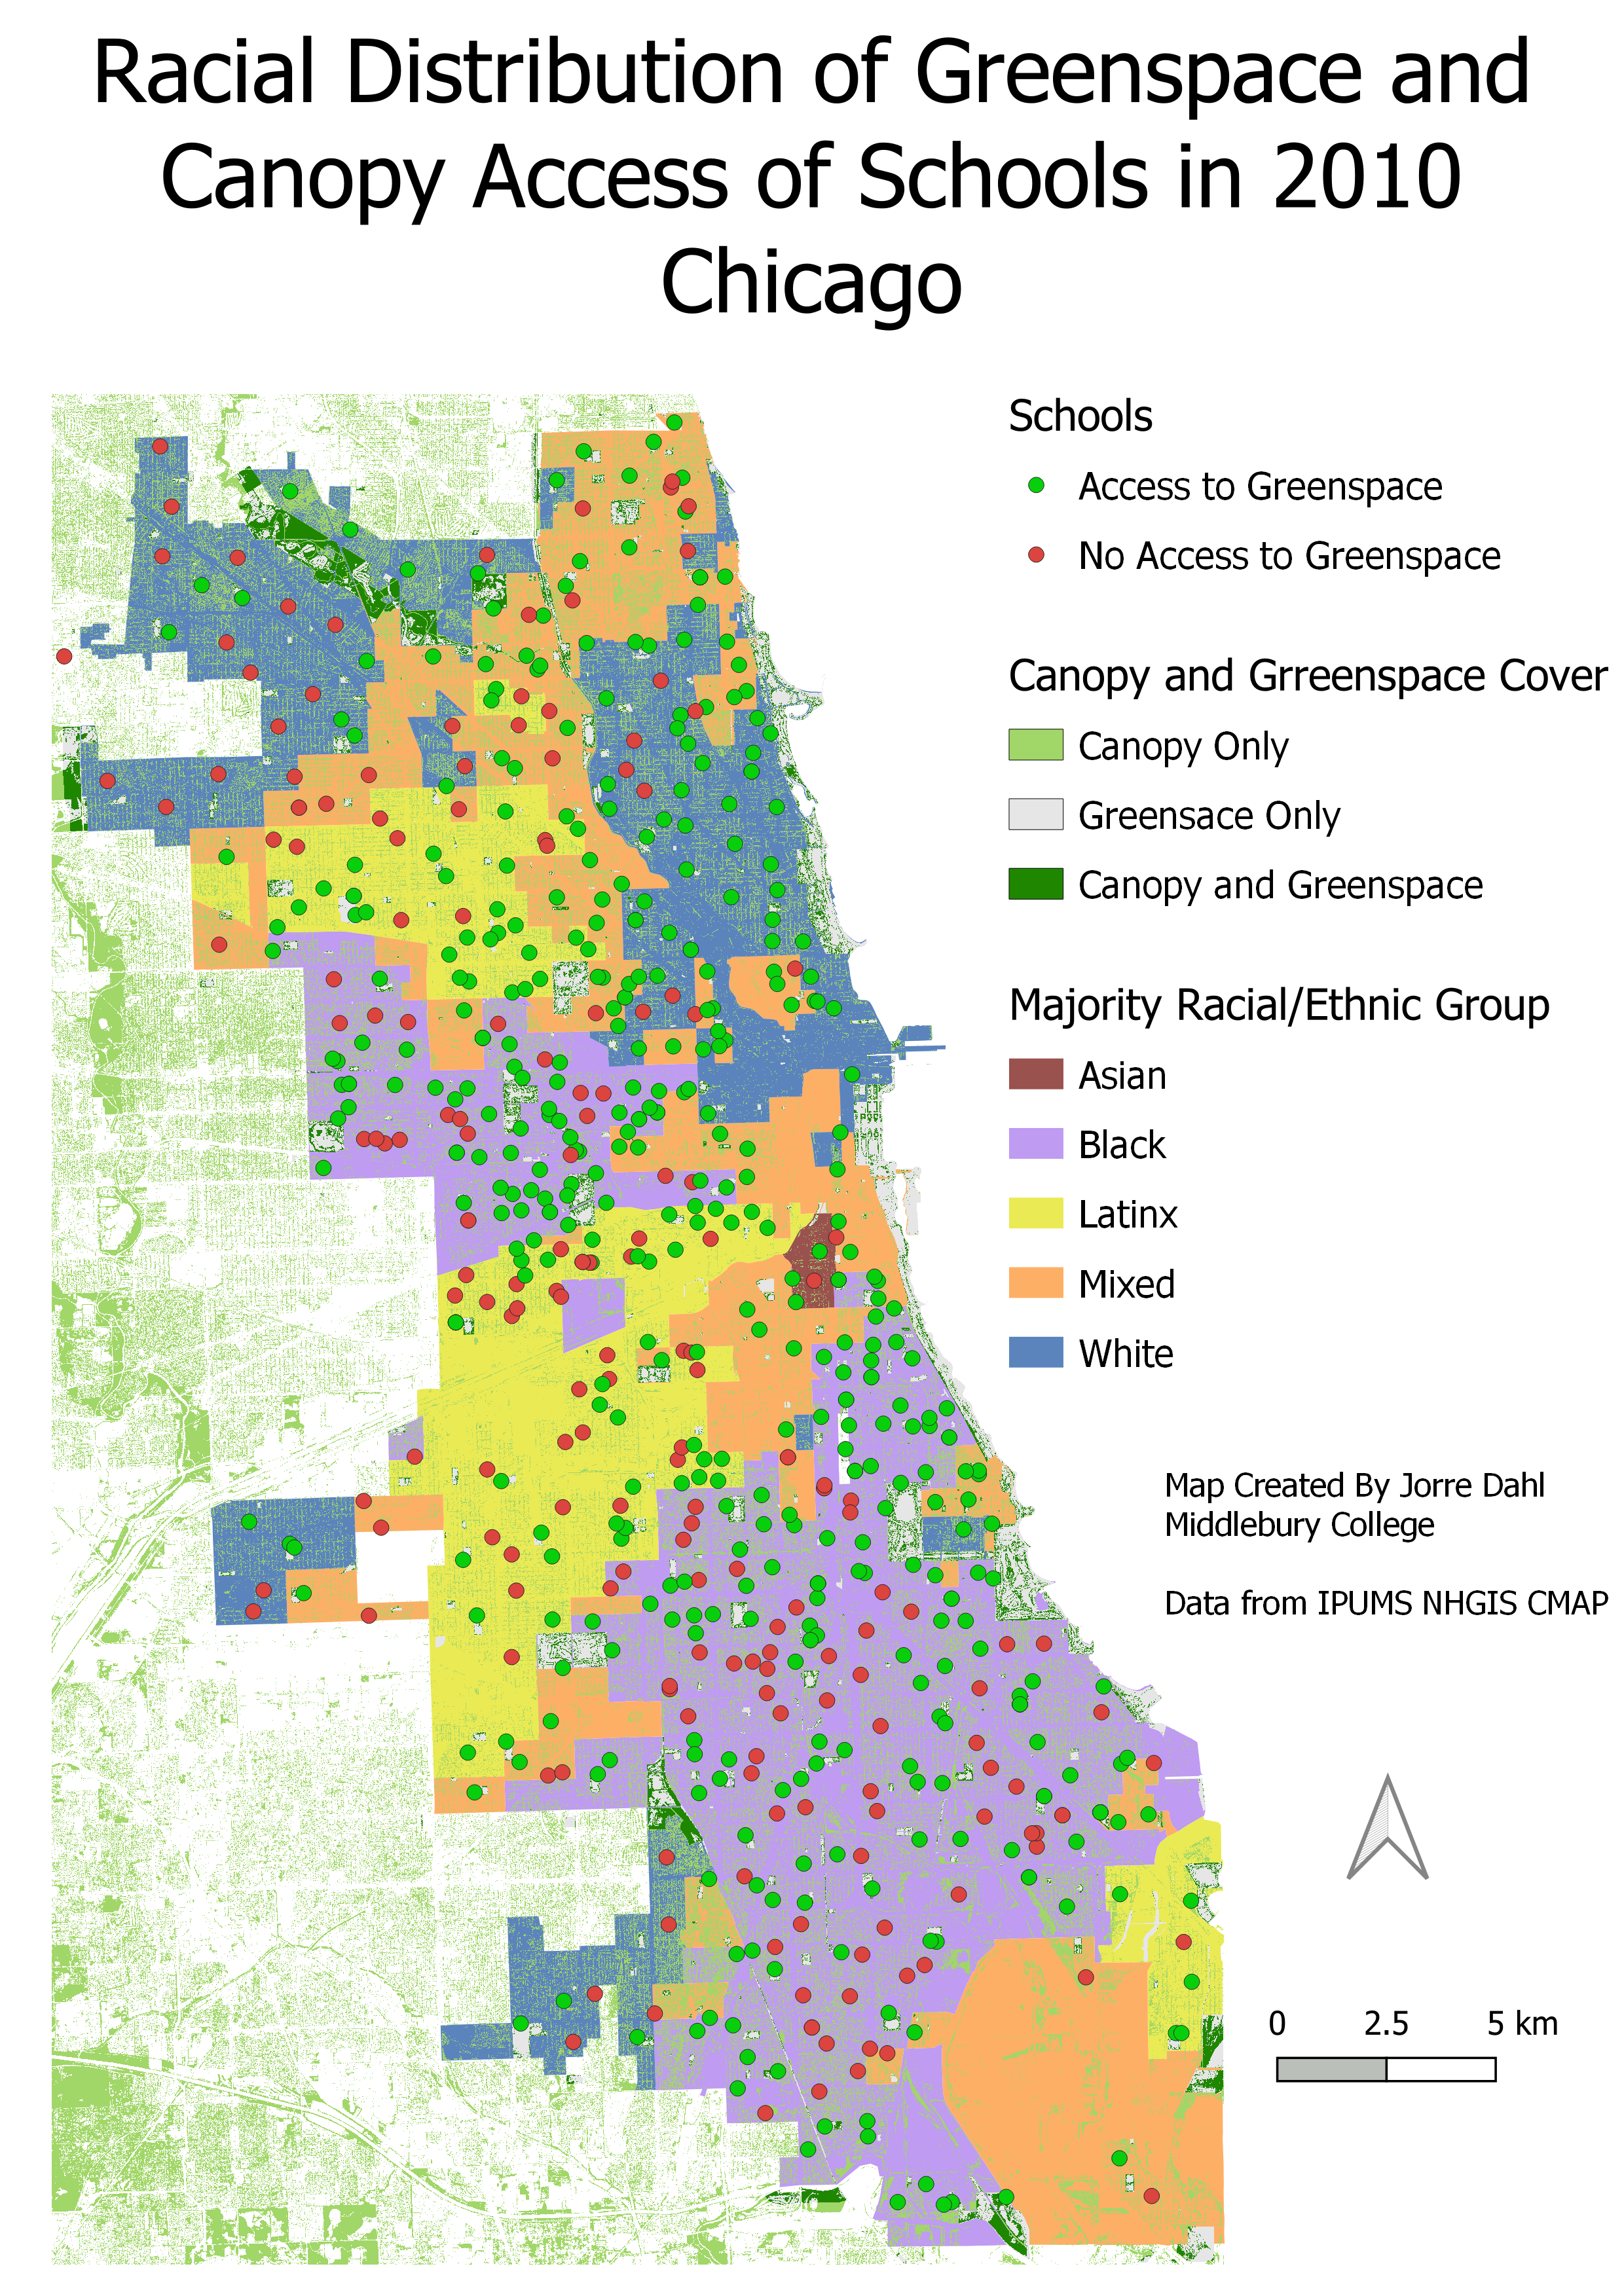 Racial Distribution of Greenspace and
Canopy Access of Schools in 2010
Chicago
Schools
Access to Greenspace
No Access to Greenspace
Canopy and Grreenspace Cover
Canopy Only
Greensace Only
Canopy and Greenspace
Majority Racial/Ethnic Group
Asian
Black
Latinx
Mixed
White
Map Created By Jorre Dahl
Middlebury College
Data from IPUMS NHGIS CMAP
0 2.5 5 km